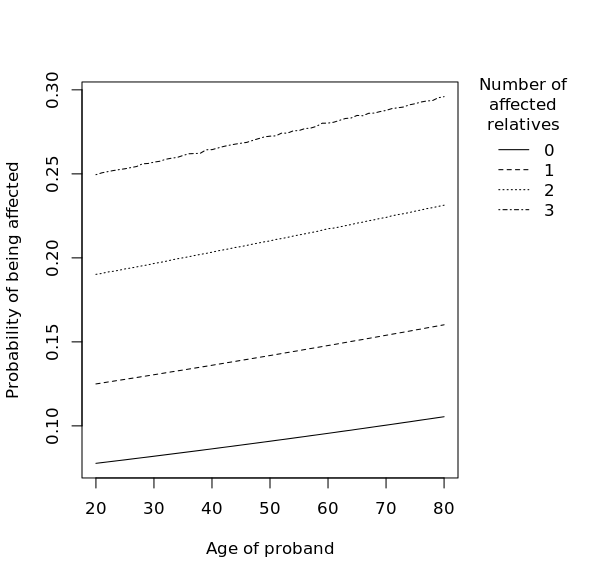 Number of
affected
relatives
0
1
2
3
Probability of being affected
0.30
0.25
0.20
0.15
0.10
20 30 40 50 60 70 80
Age of proband